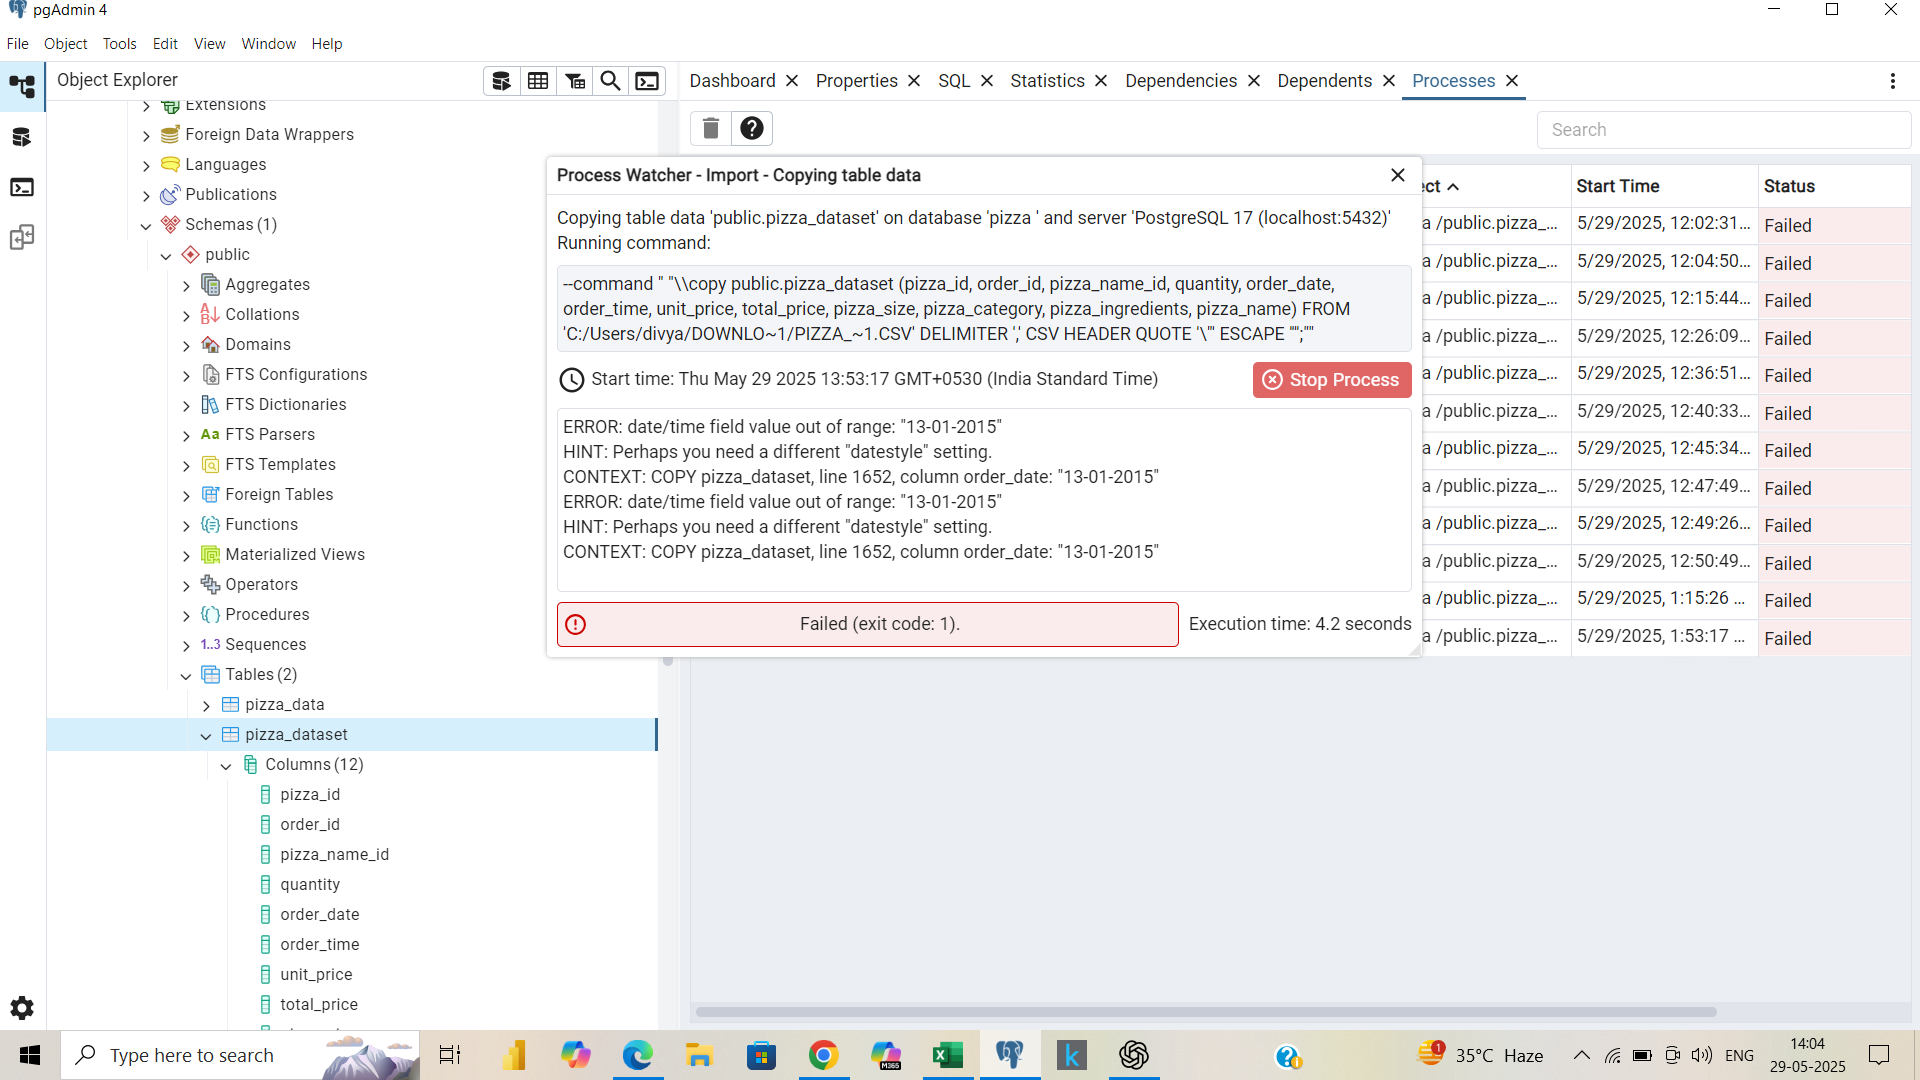 pgAdmin 4
File Object Tools Edit View Window Help
Object Explorer
Dashboard Properties SQL Statistics Dependencies Dependents Processes
Extensions
Foreign Data Wrappers
Languages
Publications
Schemas (1)
public
Aggregates
Collations
Domains
FTS Configurations
FTS Dictionaries
Aa FTS Parsers
FTS Templates
Foreign Tables
Functions
Materialized Views
Operators
Procedures
1..3 Sequences
Tables (2)
pizza_data
pizza_dataset
Columns (12)
pizza_id
order_id
pizza_name_id
quantity
order_date
order_time
unit_price
total_price
Search
Process Watcher - Import - Copying table data
Copying table data 'public.pizza_dataset' on database 'pizza ' and server 'PostgreSQL 17 (localhost:5432)'
Running command:
--command " "\\copy public.pizza_dataset (pizza_id, order_id, pizza_name_id, quantity, order_date,
order_time, unit_price, total_price, pizza_size, pizza_category, pizza_ingredients, pizza_name) FROM
'C:/Users/divya/DOWNLO~1/PIZZA_~1.CSV' DELIMITER ',' CSV HEADER QUOTE '\"' ESCAPE '"';""
Start time: Thu May 29 2025 13:53:17 GMT+0530 (India Standard Time)
Stop Process
ERROR: date/time field value out of range: "13-01-2015"
HINT: Perhaps you need a different "datestyle" setting.
CONTEXT: COPY pizza_dataset, line 1652, column order_date: "13-01-2015"
ERROR: date/time field value out of range: "13-01-2015"
HINT: Perhaps you need a different "datestyle" setting.
CONTEXT: COPY pizza_dataset, line 1652, column order_date: "13-01-2015"
Failed (exit code: 1).
Execution time: 4.2 seconds
ct Start Time Status
a /public.pizza_... 5/29/2025, 12:02:31... Failed
a /public.pizza_... 5/29/2025, 12:04:50... Failed
a /public.pizza_... 5/29/2025, 12:15:44... Failed
a /public.pizza_... 5/29/2025, 12:26:09... Failed
a /public.pizza_... 5/29/2025, 12:36:51... Failed
a /public.pizza_... 5/29/2025, 12:40:33... Failed
a /public.pizza_... 5/29/2025, 12:45:34... Failed
a /public.pizza_... 5/29/2025, 12:47:49... Failed
a /public.pizza_... 5/29/2025, 12:49:26... Failed
a /public.pizza_... 5/29/2025, 12:50:49... Failed
a /public.pizza_... 5/29/2025, 1:15:26 ... Failed
a /public.pizza_... 5/29/2025, 1:53:17 ... Failed
Type here to search
M365
1
35°C Haze
ENG
14:04
29-05-2025